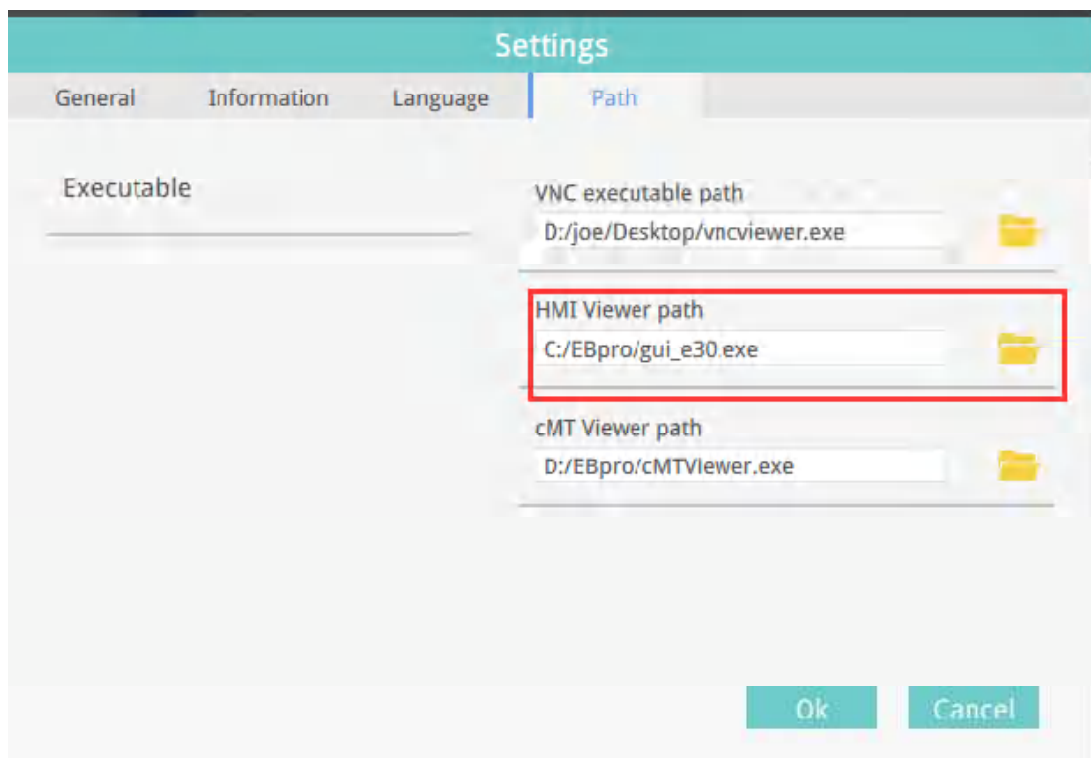 Settings
General Information Language Path
Executable
VNC executable path
D:/joe/Desktop/vncviewer.exe
HMI Viewer path
C:/EBpro/gui_e30.exe
cMT Viewer path
D:/EBpro/cMTViewer.exe
Ok Cancel